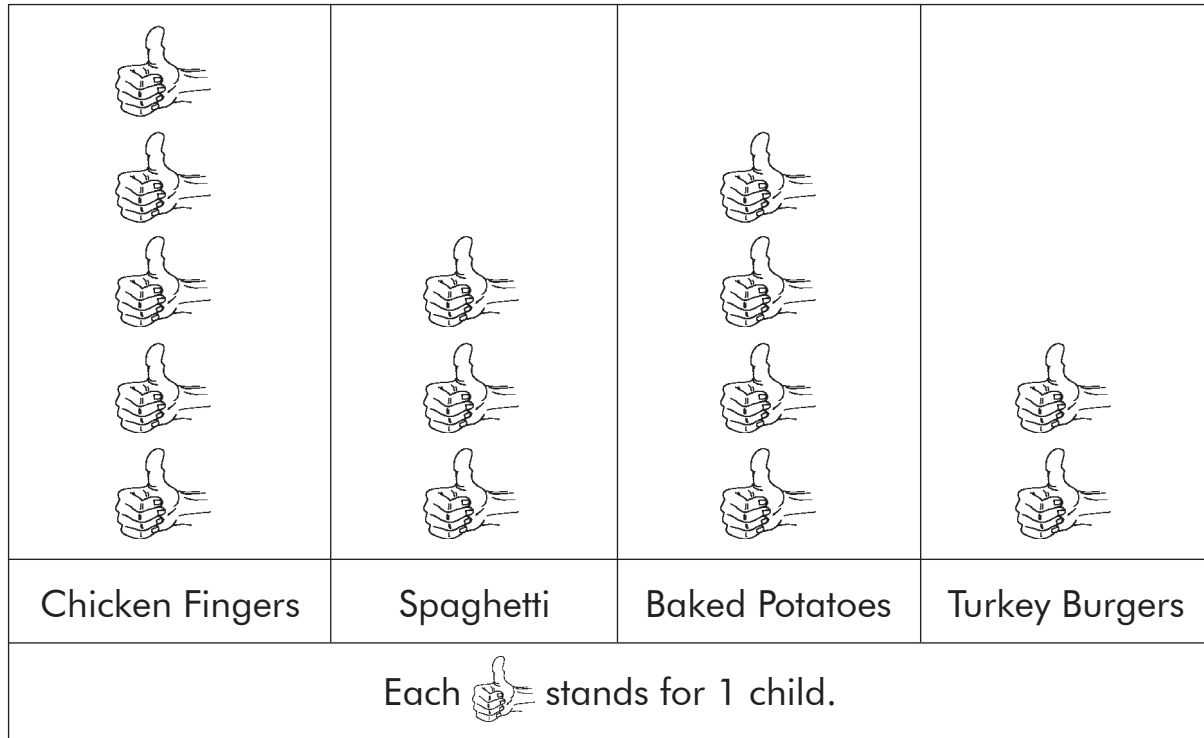 Chicken Fingers Spaghetti Baked Potatoes Turkey Burgers
Each stands for 1 child.